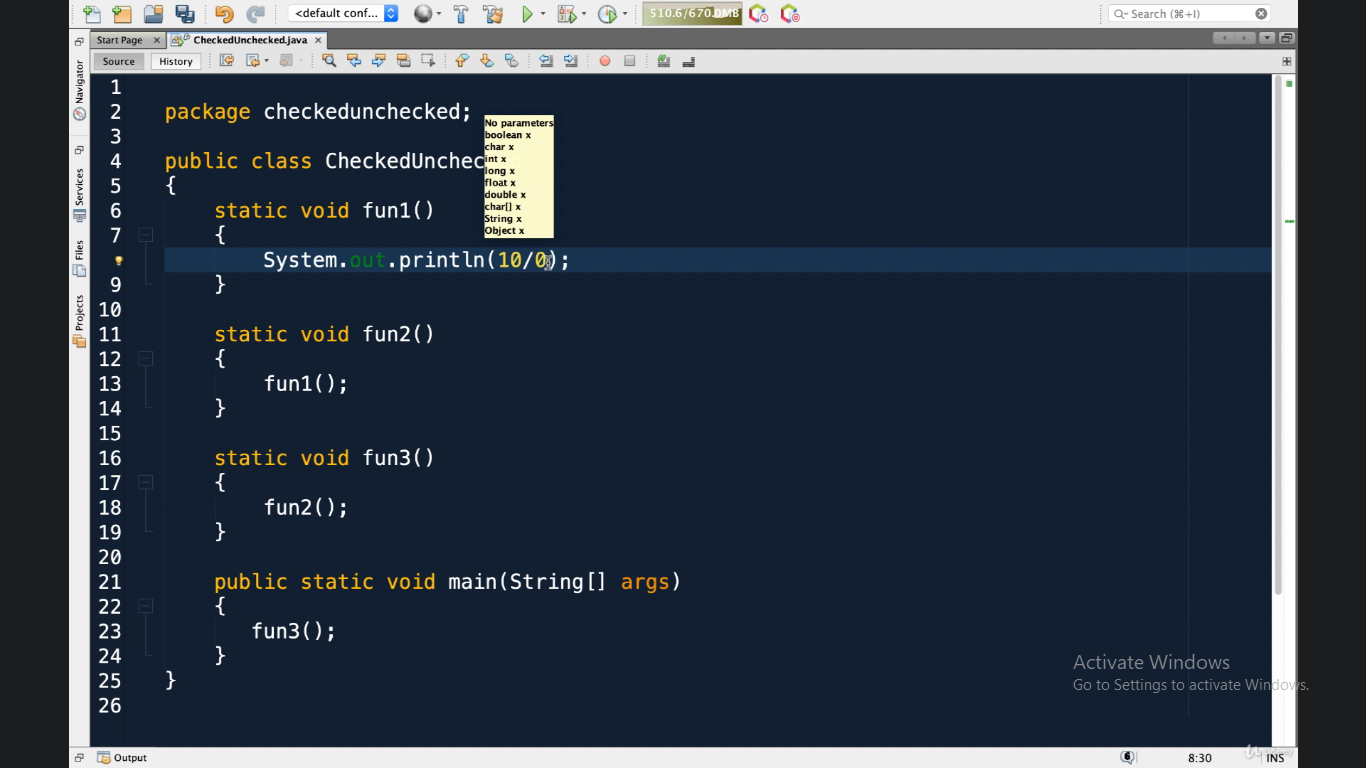 <default conf...
510.6/670.0MB
Search (⌘+I)
Start Page
CheckedUnchecked.java
Source
History
Navigator
Services
Files
Projects
1
2 package checkedunchecked;
3
4 public class CheckedUnchec
5 {
6 static void fun1()
7 {
System.out.println(10/0);
9 }
10
11 static void fun2()
12 {
13 fun1();
14 }
15
16 static void fun3()
17 {
18 fun2();
19 }
20
21 public static void main(String[] args)
22 {
23 fun3();
24 }
25 }
26
No parameters
boolean x
char x
int x
long x
float x
double x
char[] x
String x
Object x
Activate Windows
Go to Settings to activate Windows.
Output
6
8:30
INS